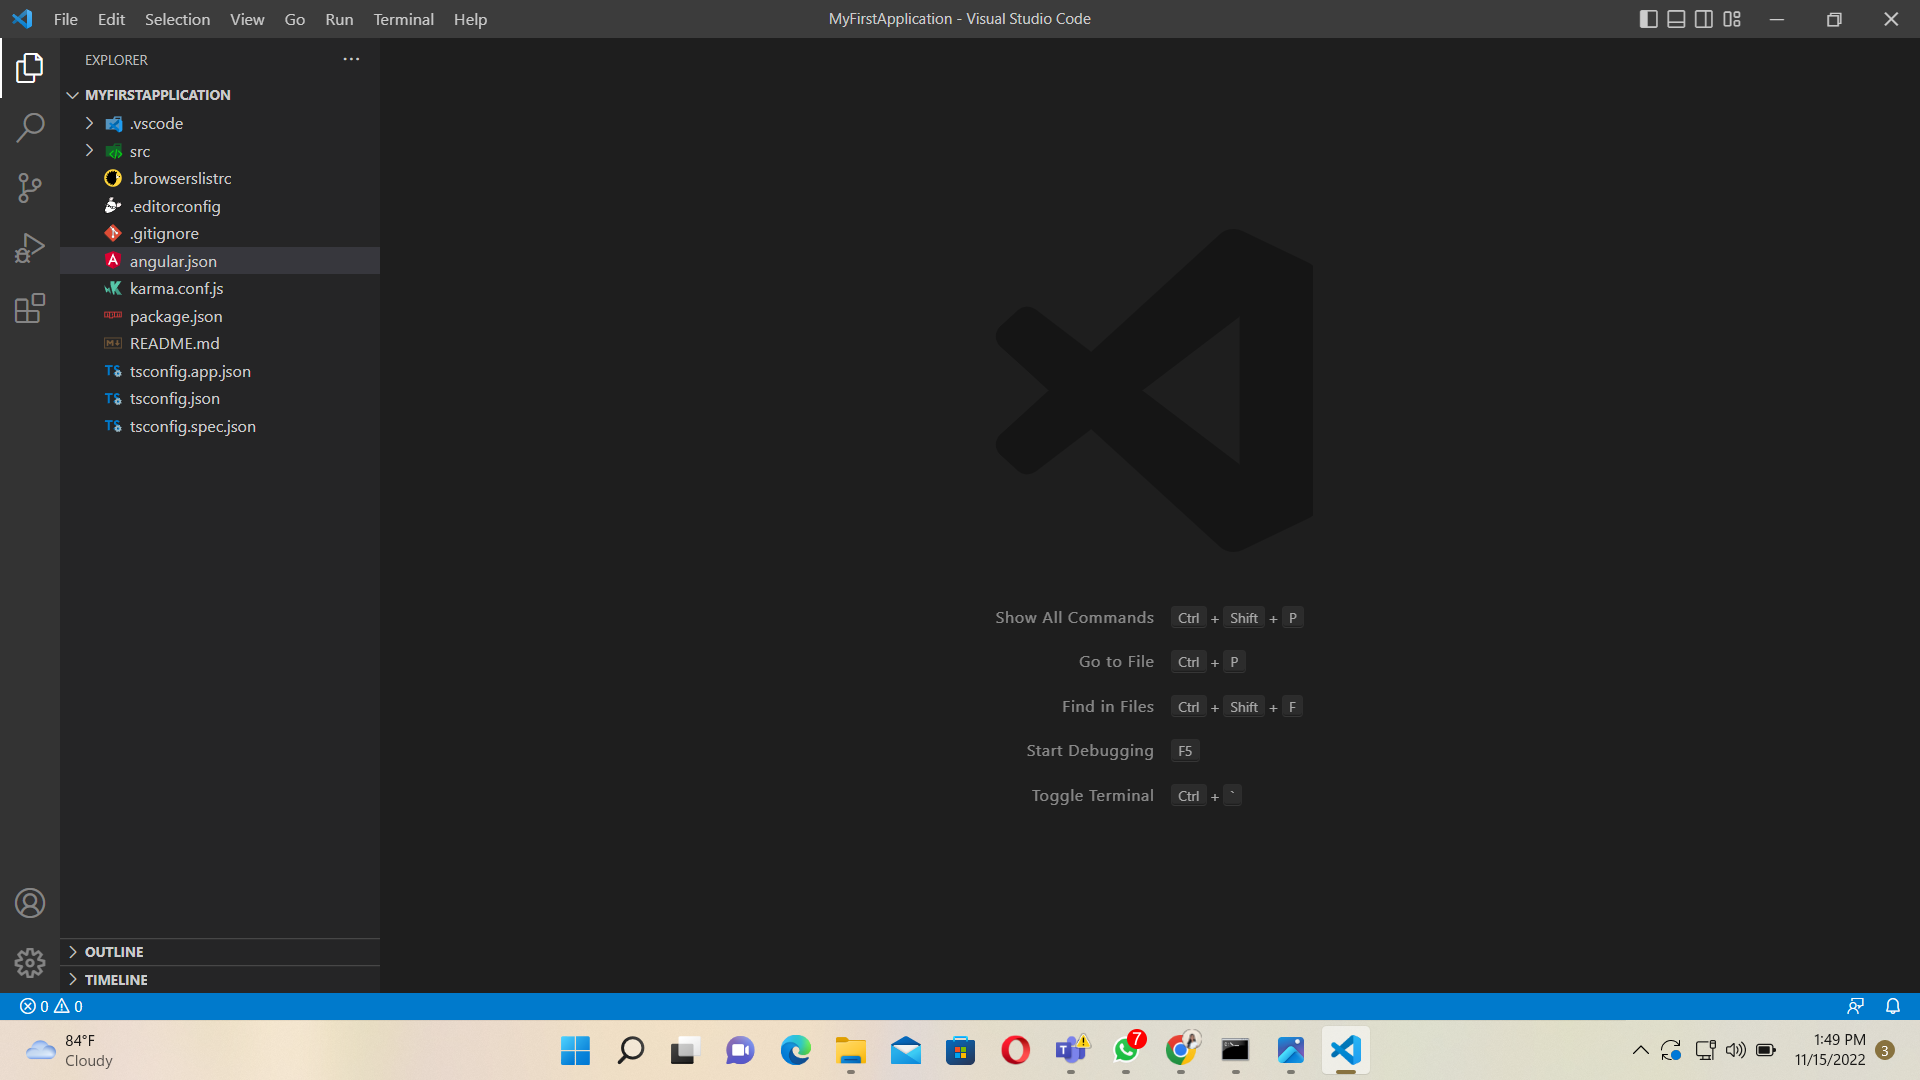 File Edit Selection View Go Run Terminal Help
MyFirstApplication - Visual Studio Code
EXPLORER
MYFIRSTAPPLICATION
.vscode
src
.browserslistrc
.editorconfig
.gitignore
angular.json
karma.conf.js
package.json
README.md
TS tsconfig.app.json
TS tsconfig.json
TS tsconfig.spec.json
Show All Commands Ctrl + Shift + P
Go to File Ctrl + P
Find in Files Ctrl + Shift + F
Start Debugging F5
Toggle Terminal Ctrl + `
OUTLINE
TIMELINE
0 0
84°F
Cloudy
7
1:49 PM
11/15/2022
3